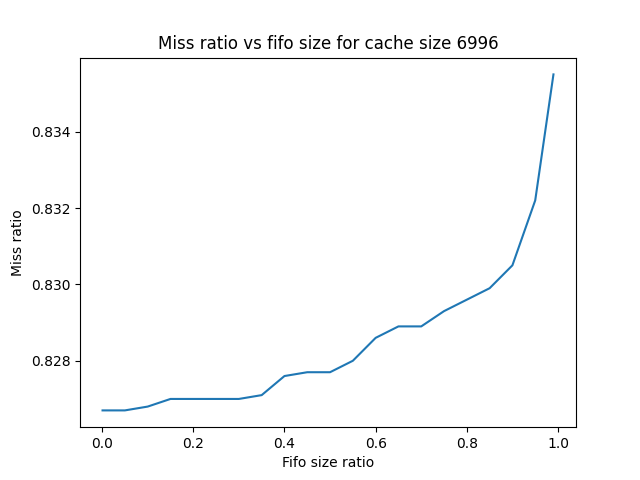 Miss ratio vs fifo size for cache size 6996
0.834
0.832
0.830
0.828
Miss ratio
0.0 0.2 0.4 0.6 0.8 1.0
Fifo size ratio